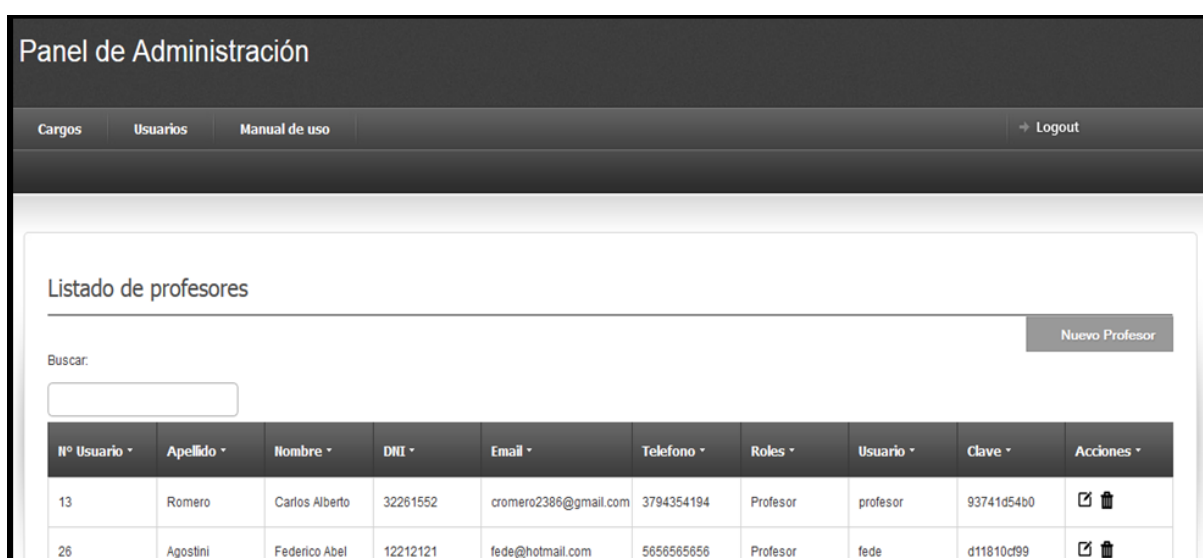 Panel de Administración
Cargos Usuarios Manual de uso Logout
Listado de profesores
Nuevo Profesor
Buscar:
Nº Usuario Apellido Nombre DNI Email Telefono Roles Usuario Clave Acciones
13 Romero Carlos Alberto 32261552 cromero2386@gmail.com 3794354194 Profesor profesor 93741d54b0
26 Agostini Federico Abel 12212121 fede@hotmail.com 5656565656 Profesor fede d11810cf99